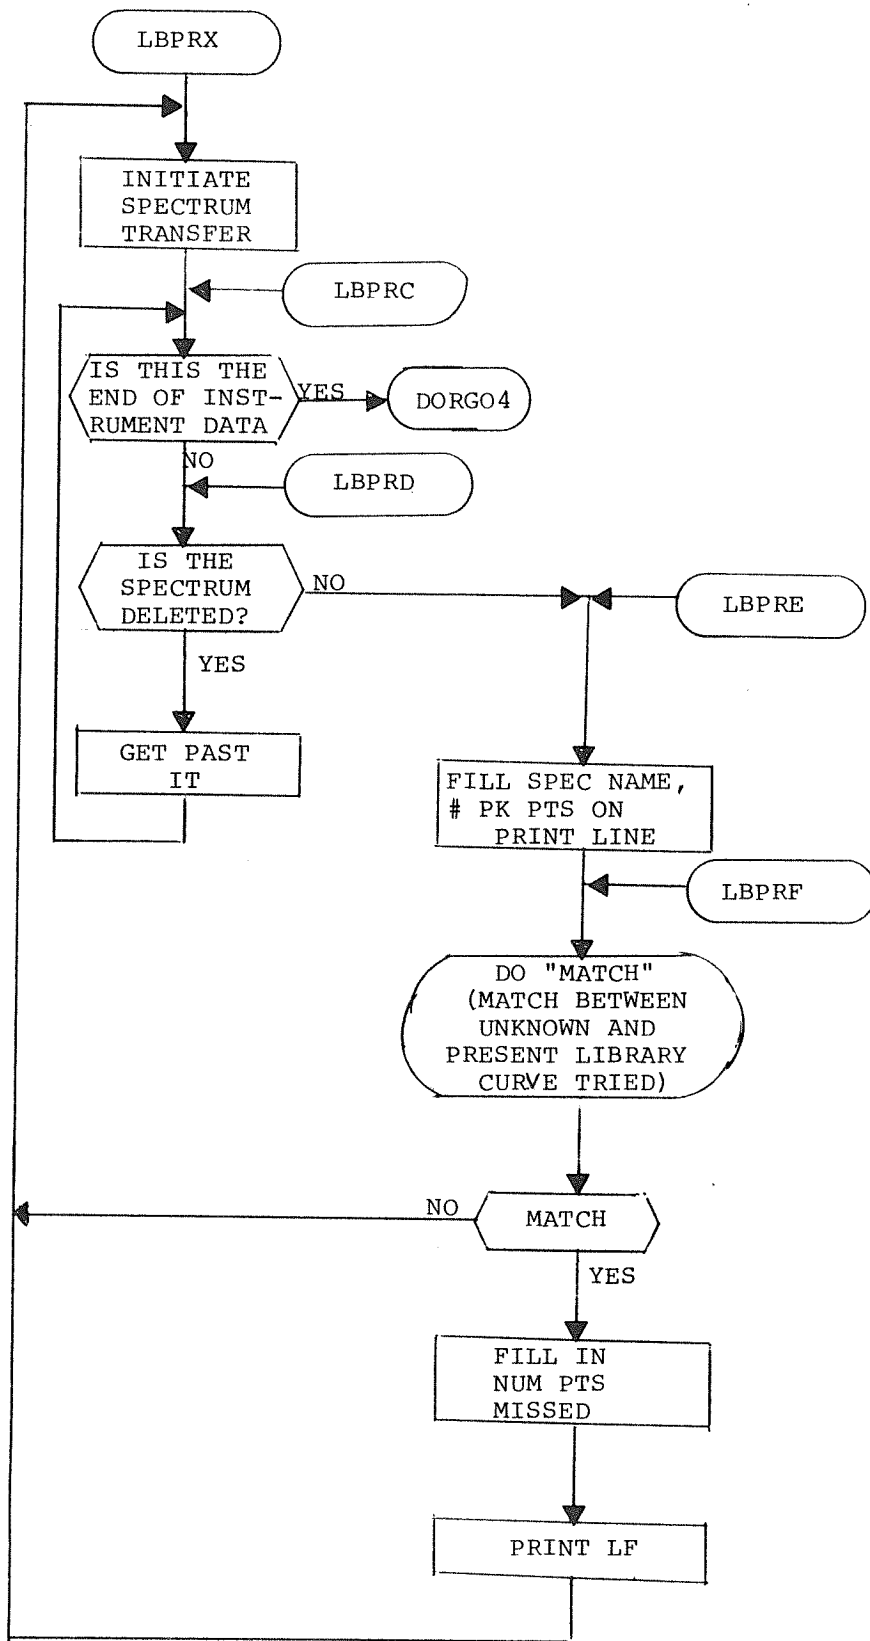 LBPRX
INITIATE
SPECTRUM
TRANSFER
LBPRC
IS THIS THE
END OF INST-
RUMENT DATA
YES
DORGO4
NO
LBPRD
IS THE
SPECTRUM
DELETED?
NO
LBPRE
YES
GET PAST
IT
FILL SPEC NAME,
# PK PTS ON
PRINT LINE
LBPRF
DO "MATCH"
(MATCH BETWEEN
UNKNOWN AND
PRESENT LIBRARY
CURVE TRIED)
NO
MATCH
YES
FILL IN
NUM PTS
MISSED
PRINT LF